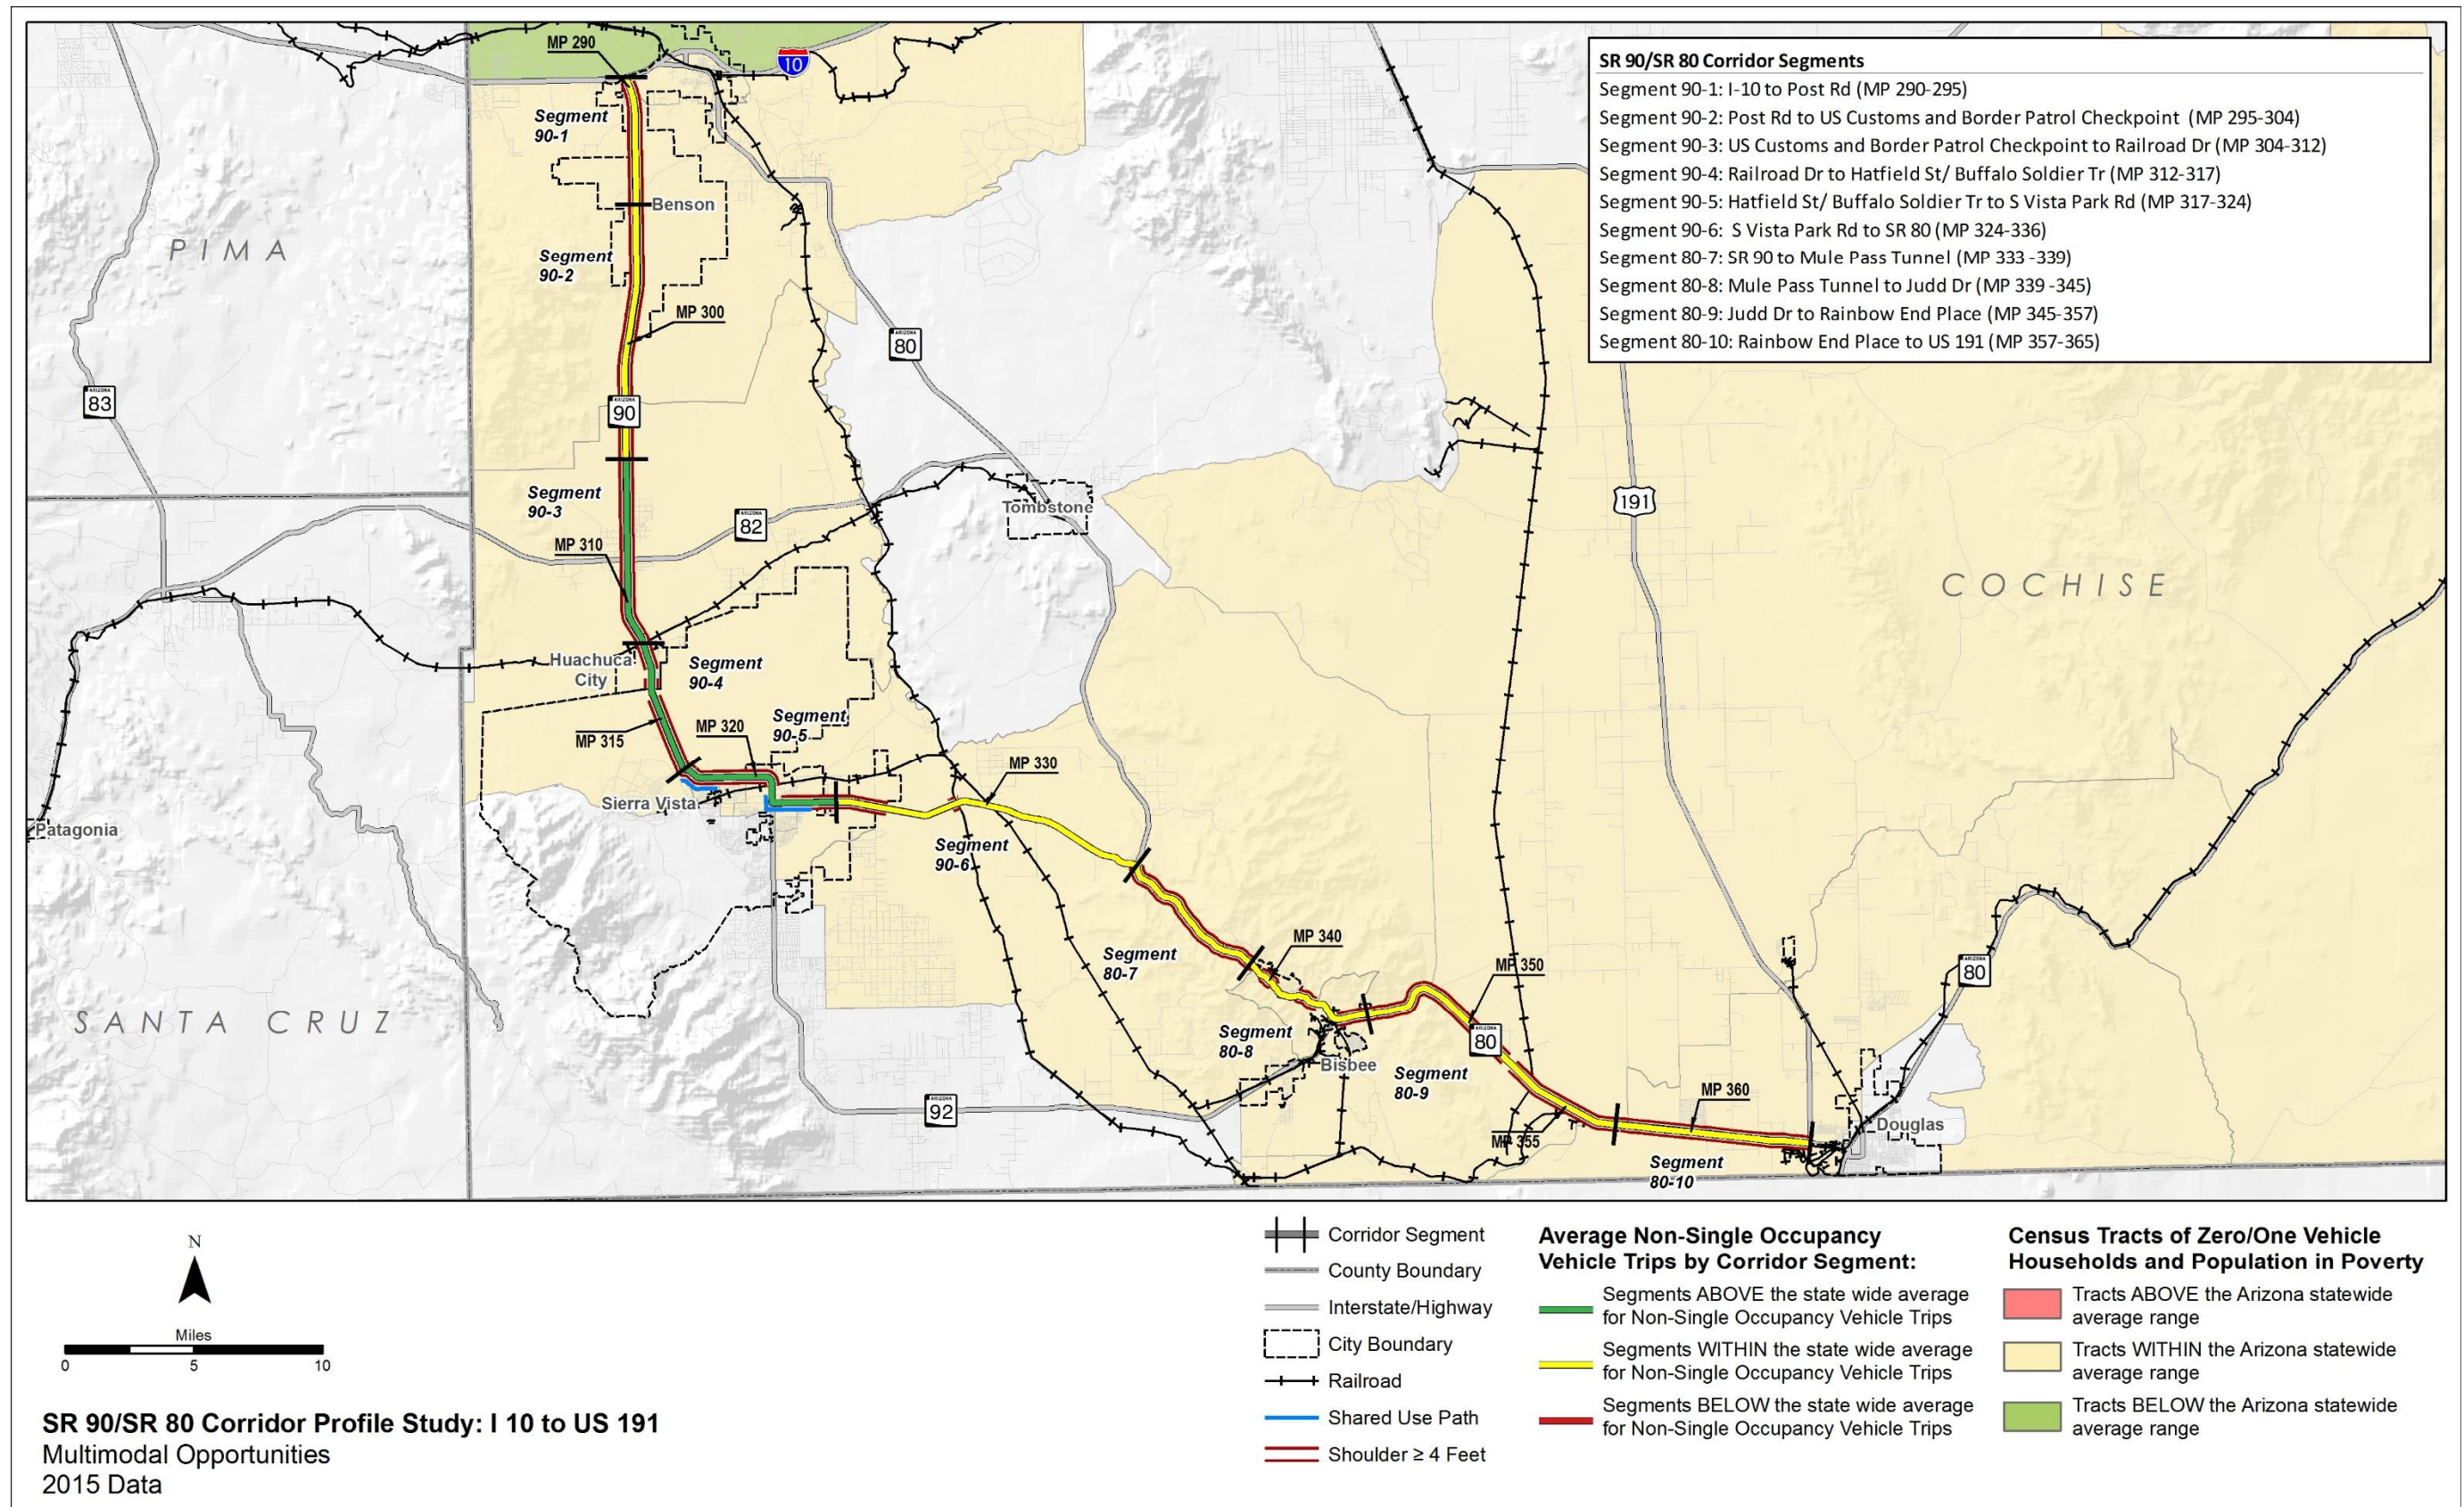 MP 290
10
SR 90/SR 80 Corridor Segments
Segment 90-1: I-10 to Post Rd (MP 290-295)
Segment 90-2: Post Rd to US Customs and Border Patrol Checkpoint (MP 295-304)
Segment 90-3: US Customs and Border Patrol Checkpoint to Railroad Dr (MP 304-312)
Segment 90-4: Railroad Dr to Hatfield St/ Buffalo Soldier Tr (MP 312-317)
Segment 90-5: Hatfield St/ Buffalo Soldier Tr to S Vista Park Rd (MP 317-324)
Segment 90-6: S Vista Park Rd to SR 80 (MP 324-336)
Segment 80-7: SR 90 to Mule Pass Tunnel (MP 333 -339)
Segment 80-8: Mule Pass Tunnel to Judd Dr (MP 339 -345)
Segment 80-9: Judd Dr to Rainbow End Place (MP 345-357)
Segment 80-10: Rainbow End Place to US 191 (MP 357-365)
Segment
90-1
Benson
PIMA
Segment
90-2
MP 300
ARIZONA
80
ARIZONA
83
ARIZONA
90
Segment
90-3
ARIZONA
82
Tombstone
191
MP 310
COCHISE
Huachuca
City
Segment
90-4
Segment
90-5
MP 320
MP 315
MP 330
Sierra Vista
Patagonia
Segment
90-6
MP 340
Segment
80-7
MP 350
ARIZONA
80
SANTA CRUZ
Segment
80-8
ARIZONA
80
Bisbee
Segment
80-9
MP 360
ARIZONA
92
MP 355
Douglas
Segment
80-10
N
Miles
0
5
10
SR 90/SR 80 Corridor Profile Study: I 10 to US 191
Multimodal Opportunities
2015 Data
Corridor Segment
County Boundary
Interstate/Highway
City Boundary
Railroad
Shared Use Path
Shoulder ≥ 4 Feet
Average Non-Single Occupancy
Vehicle Trips by Corridor Segment:
Segments ABOVE the state wide average
for Non-Single Occupancy Vehicle Trips
Segments WITHIN the state wide average
for Non-Single Occupancy Vehicle Trips
Segments BELOW the state wide average
for Non-Single Occupancy Vehicle Trips
Census Tracts of Zero/One Vehicle
Households and Population in Poverty
Tracts ABOVE the Arizona statewide
average range
Tracts WITHIN the Arizona statewide
average range
Tracts BELOW the Arizona statewide
average range